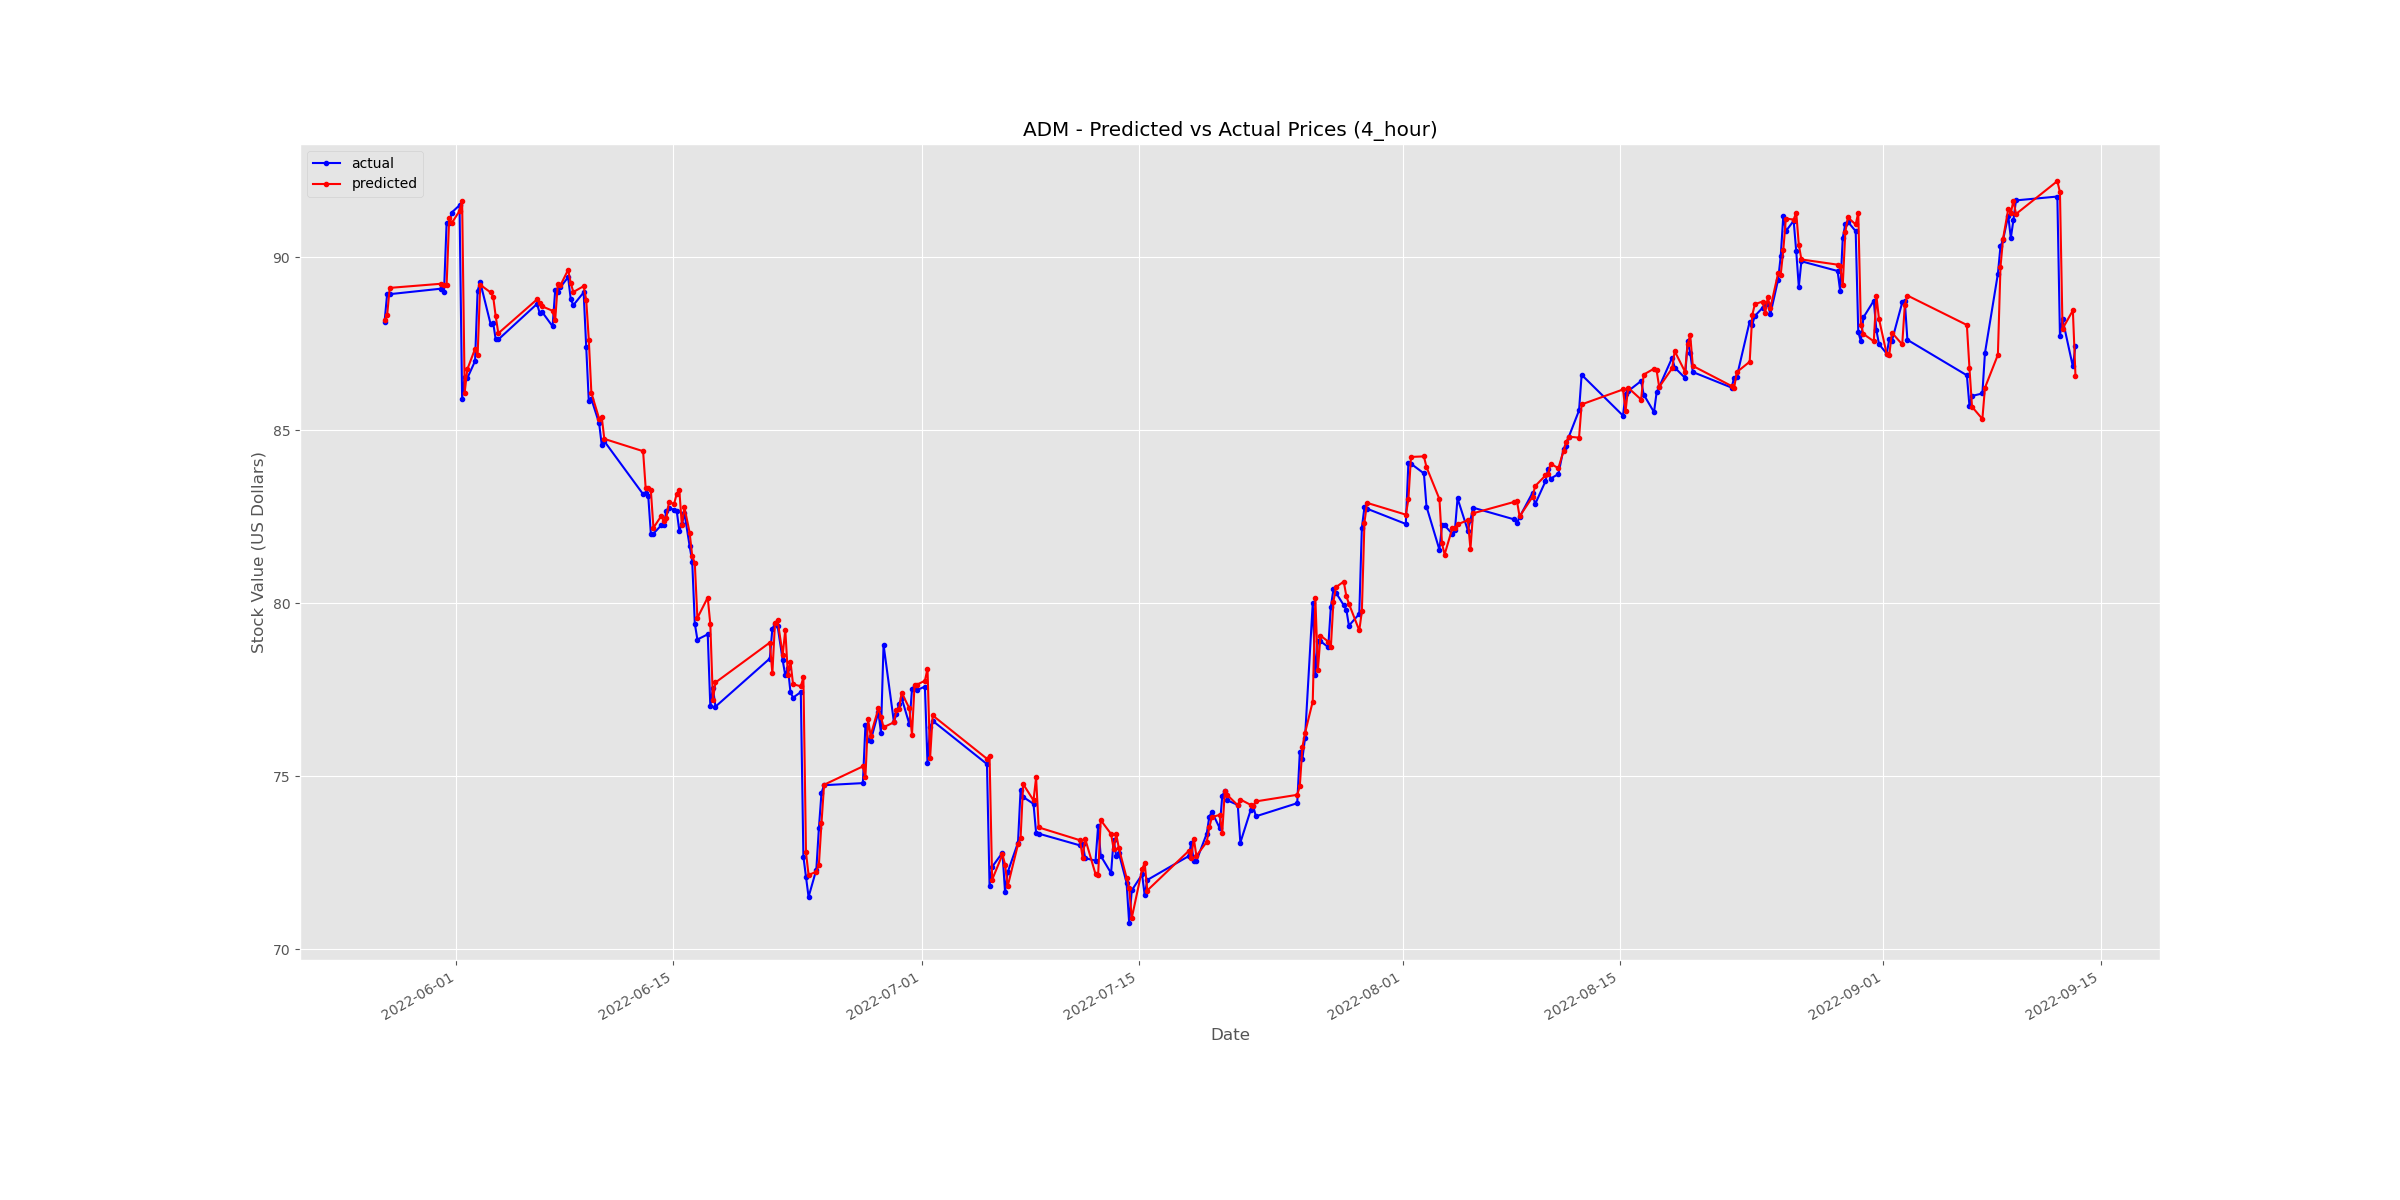 ADM - Predicted vs Actual Prices (4_hour)
actual
predicted
90
85
80
75
70
Stock Value (US Dollars)
2022-06-01
2022-06-15
2022-07-01
2022-07-15
2022-08-01
2022-08-15
2022-09-01
2022-09-15
Date